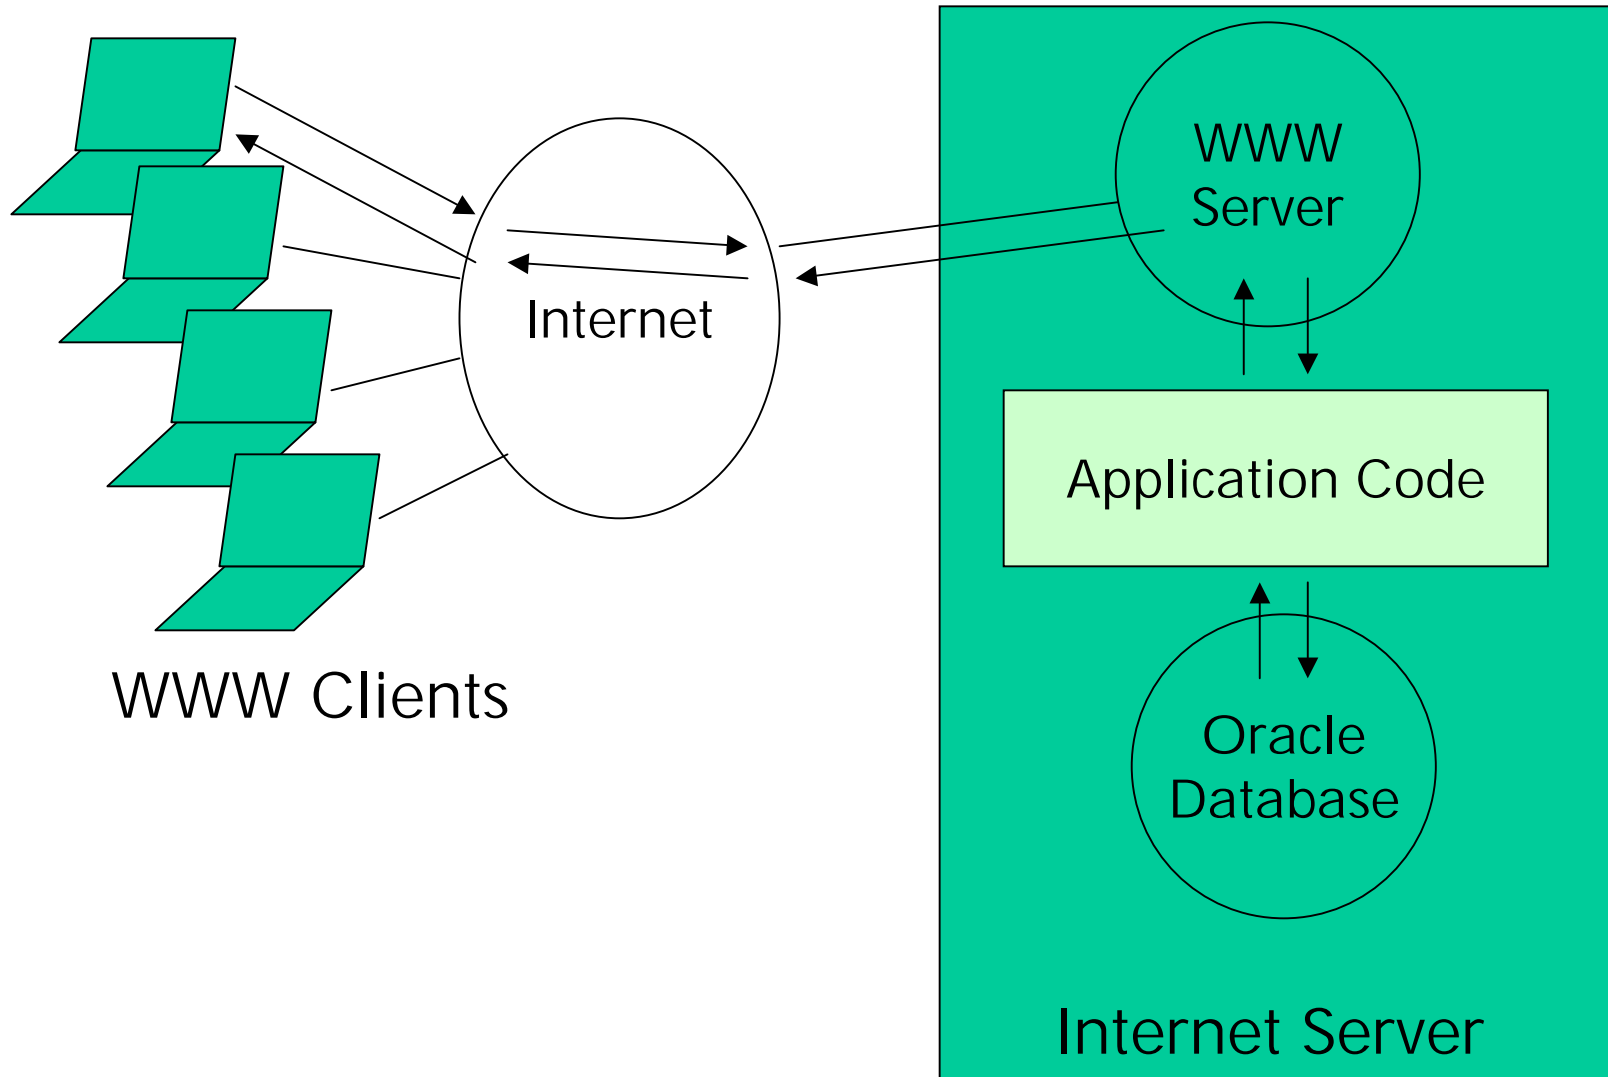 WWW
Server
Internet
Application Code
WWW Clients
Oracle
Database
Internet Server